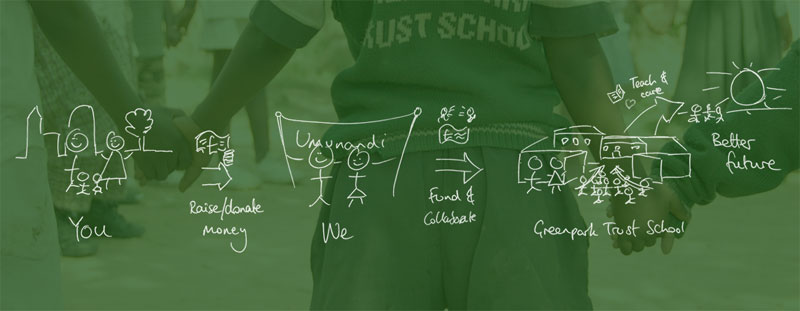 TRUST SCHOOL
You
£
Raise/donate
money
Umunandi
We
Fund &
Collaborate
Greenpark Trust School
Teach &
care
Better
future